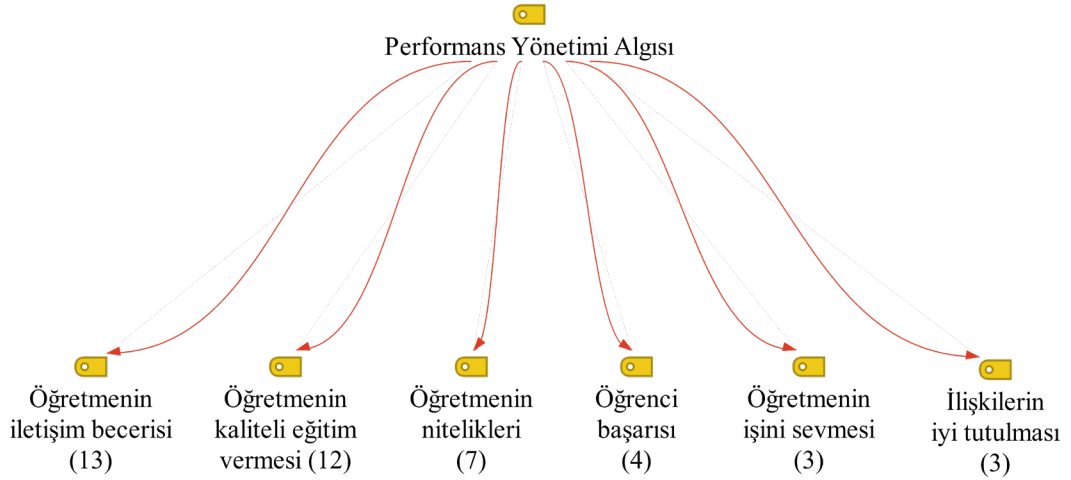 Performans Yönetimi Algısı
Öğretmenin
iletişim becerisi
(13)
Öğretmenin
kaliteli eğitim
vermesi (12)
Öğretmenin
nitelikleri
(7)
Öğrenci
başarısı
(4)
Öğretmenin
işini sevmesi
(3)
İlişkilerin
iyi tutulması
(3)